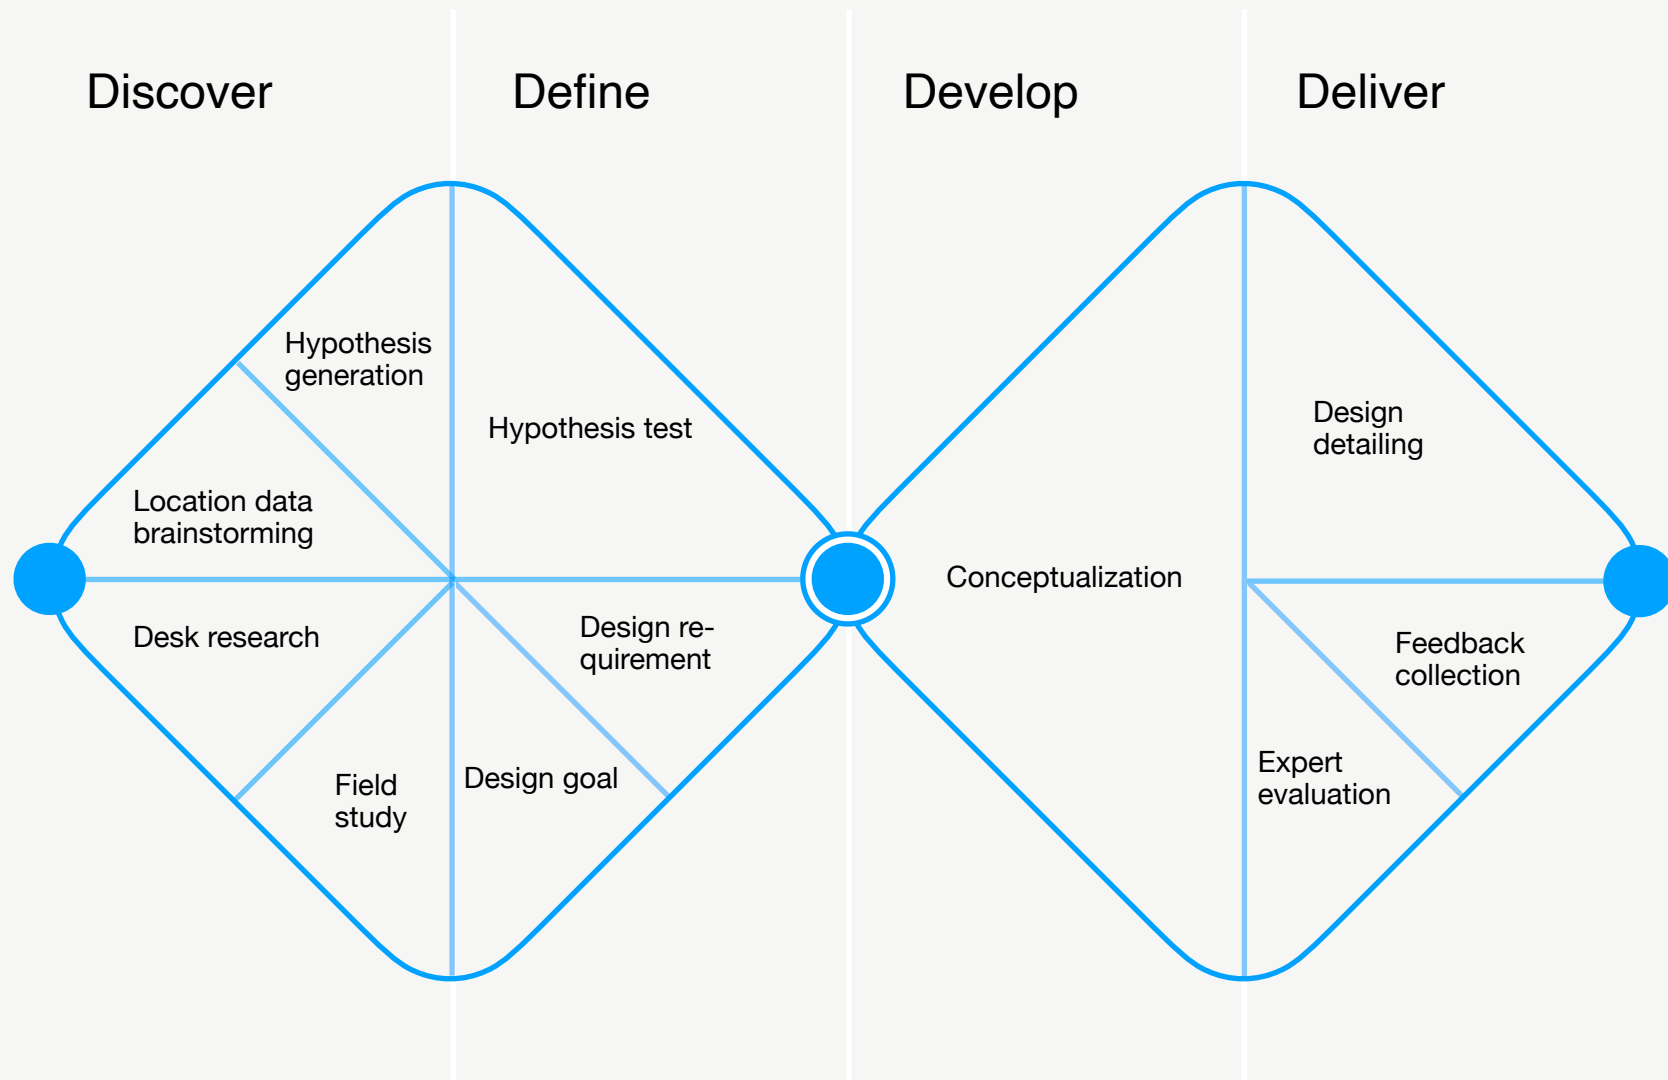 Discover
Define
Develop
Deliver
Hypothesis
generation
Location data
brainstorming
Desk research
Field
study
Hypothesis test
Design re-
quirement
Design goal
Conceptualization
Design
detailing
Feedback
collection
Expert
evaluation